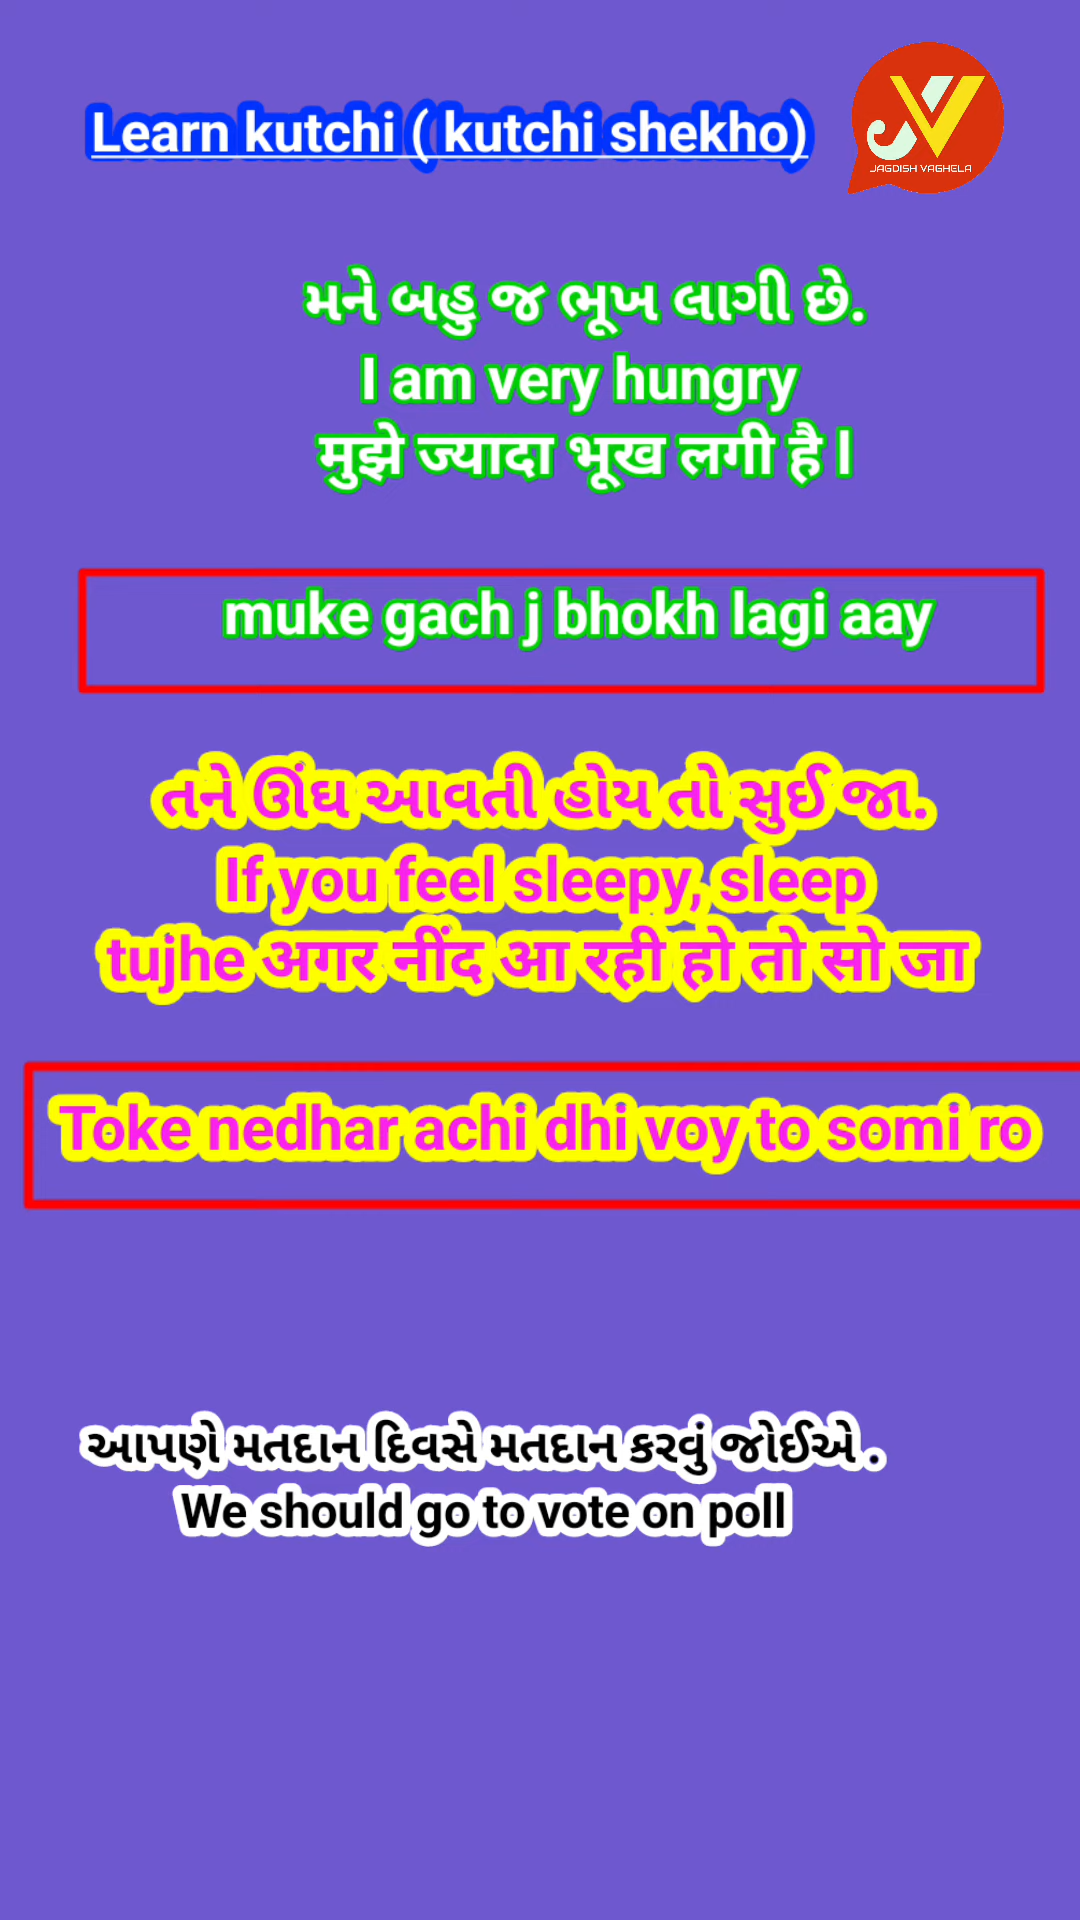 Learn kutchi ( kutchi shekho)
JAGDISH VAGHELA
મને બહુ જ ભૂખ લાગી છે.
I am very hungry
मुझे ज्यादा भूख लगी है l
muke gach j bhokh lagi aay
તને ઊંઘ આવતી હોય તો સુઈ જા.
If you feel sleepy, sleep
tujhe अगर नींद आ रही हो तो सो जा
Toke nedhar achi dhi voy to somi ro
આપણે મતદાન દિવસે મતદાન કરવું જોઈએ .
We should go to vote on poll